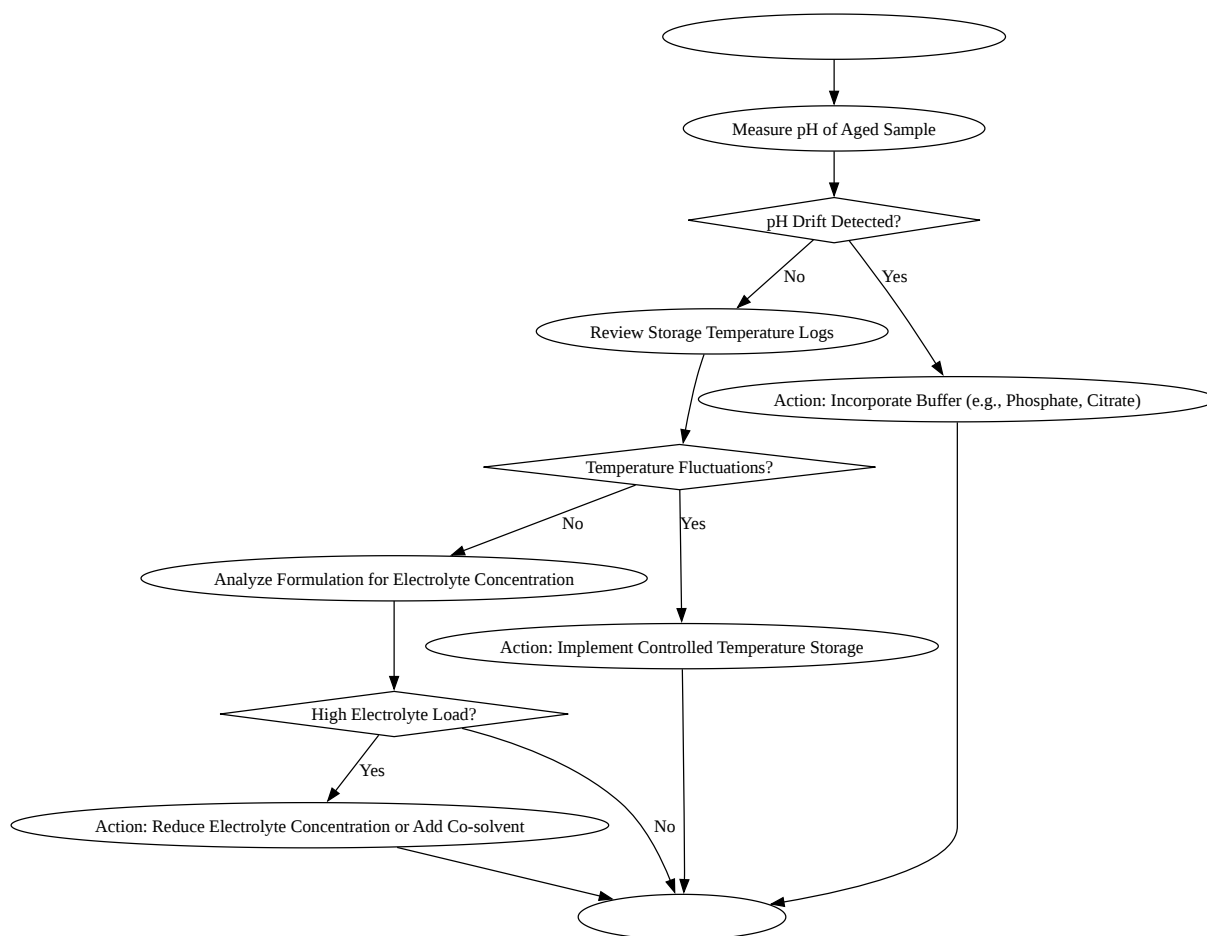 Measure pH of Aged Sample
pH Drift Detected?
No
Yes
Review Storage Temperature Logs
Action: Incorporate Buffer (e.g., Phosphate, Citrate)
Temperature Fluctuations?
No
Yes
Analyze Formulation for Electrolyte Concentration
Action: Implement Controlled Temperature Storage
High Electrolyte Load?
Yes
Action: Reduce Electrolyte Concentration or Add Co-solvent
No